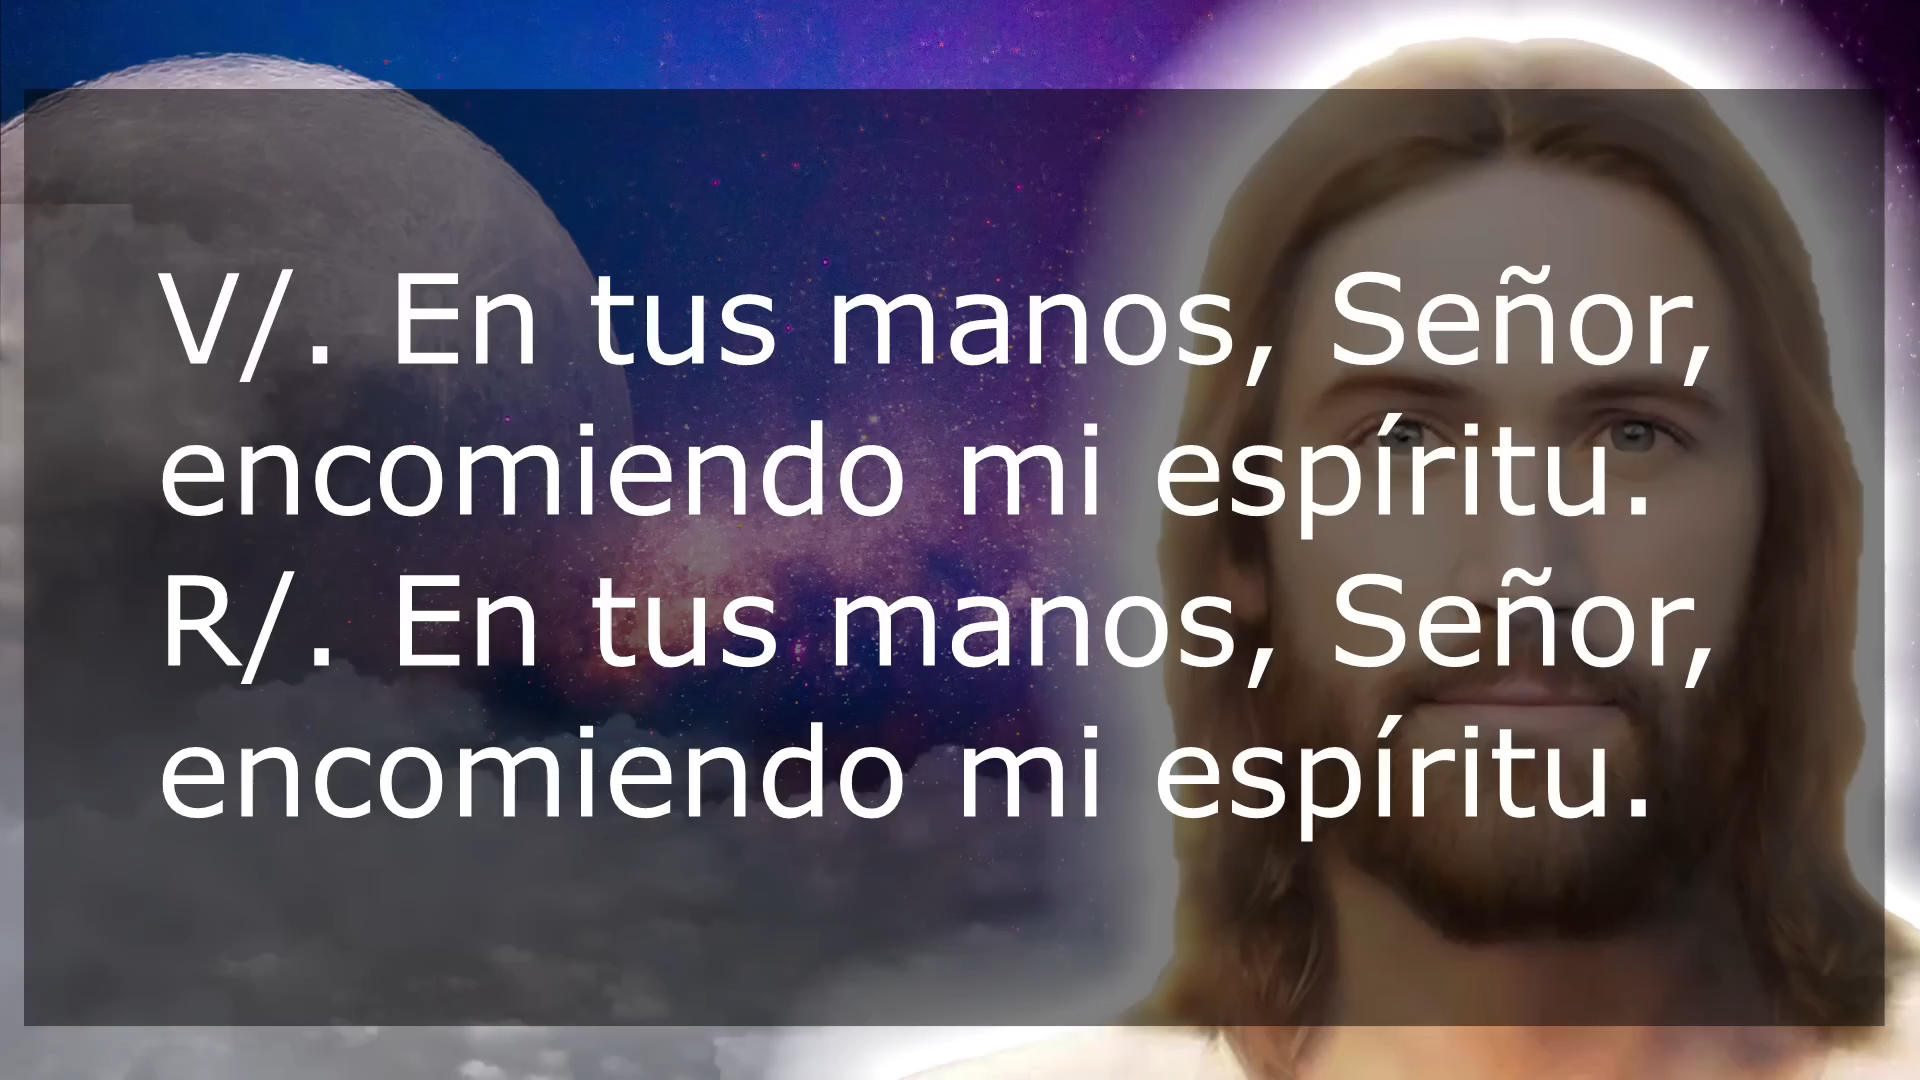 V/. En tus manos, Señor,
encomiendo mi espíritu.
R/. En tus manos, Señor,
encomiendo mi espíritu.